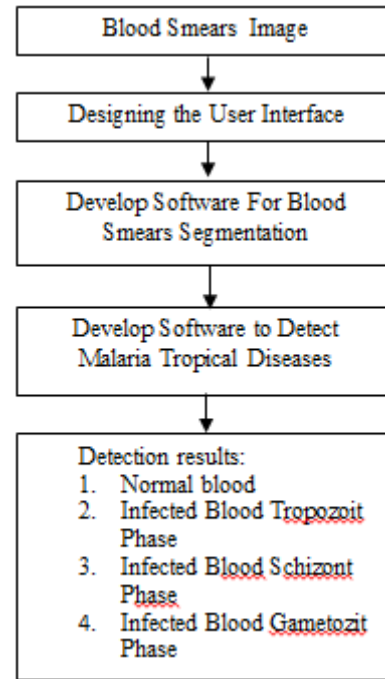 Blood Smears Image
Designing the User Interface
Develop Software For Blood
Smears Segmentation
Develop Software to Detect
Malaria Tropical Diseases
Detection results:
1. Normal blood
2. Infected Blood Tropozoit
Phase
3. Infected Blood Schizont
Phase
4. Infected Blood Gametozit
Phase